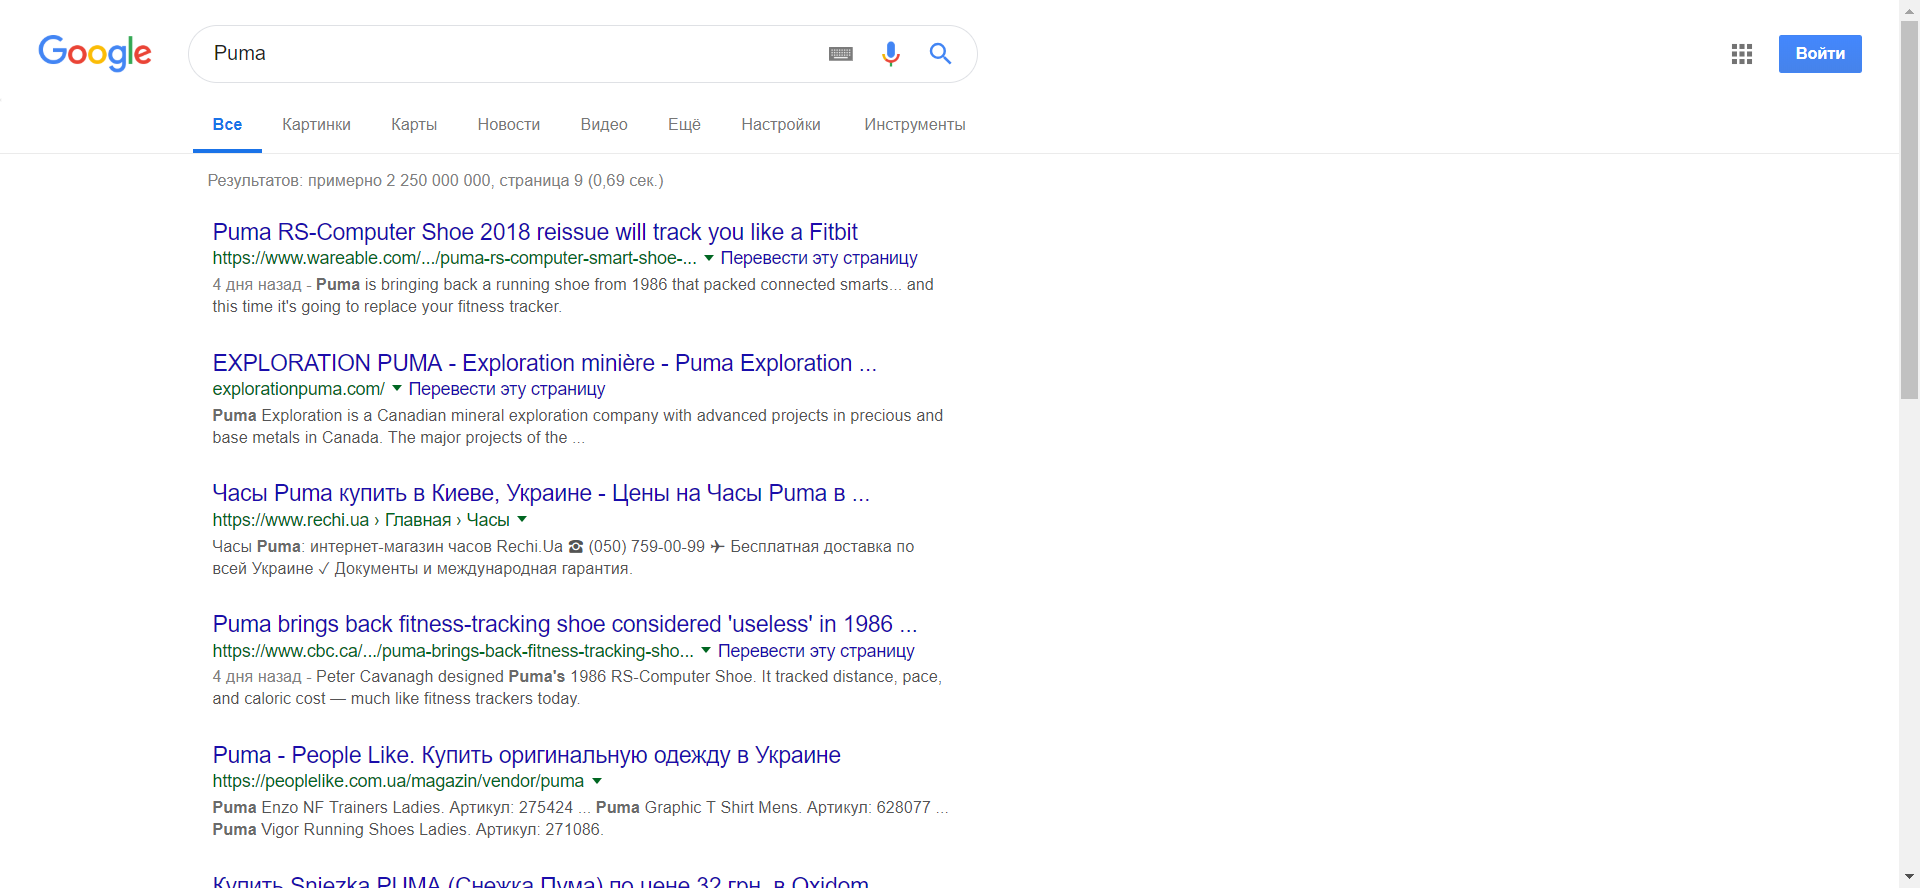 Google
Puma
Войти
Все Картинки Карты Новости Видео Ещё Настройки Инструменты
Результатов: примерно 2 250 000 000, страница 9 (0,69 сек.)
Puma RS-Computer Shoe 2018 reissue will track you like a Fitbit
https://www.wareable.com/.../puma-rs-computer-smart-shoe-... Перевести эту страницу
4 дня назад - Puma is bringing back a running shoe from 1986 that packed connected smarts... and
this time it's going to replace your fitness tracker.
EXPLORATION PUMA - Exploration minière - Puma Exploration ...
explorationpuma.com/ Перевести эту страницу
Puma Exploration is a Canadian mineral exploration company with advanced projects in precious and
base metals in Canada. The major projects of the ...
Часы Puma купить в Киеве, Украине - Цены на Часы Puma в ...
https://www.rechi.ua › Главная › Часы
Часы Puma: интернет-магазин часов Rechi.Ua ☎ (050) 759-00-99 ✈ Бесплатная доставка по
всей Украине ✓ Документы и международная гарантия.
Puma brings back fitness-tracking shoe considered 'useless' in 1986 ...
https://www.cbc.ca/.../puma-brings-back-fitness-tracking-sho... Перевести эту страницу
4 дня назад - Peter Cavanagh designed Puma's 1986 RS-Computer Shoe. It tracked distance, pace,
and caloric cost — much like fitness trackers today.
Puma - People Like. Купить оригинальную одежду в Украине
https://peoplelike.com.ua/magazin/vendor/puma
Puma Enzo NF Trainers Ladies. Артикул: 275424 ... Puma Graphic T Shirt Mens. Артикул: 628077 ...
Puma Vigor Running Shoes Ladies. Артикул: 271086.
Купить Sniezka PUMA (Снежка Пума) по цене 32 грн. в Oxidom